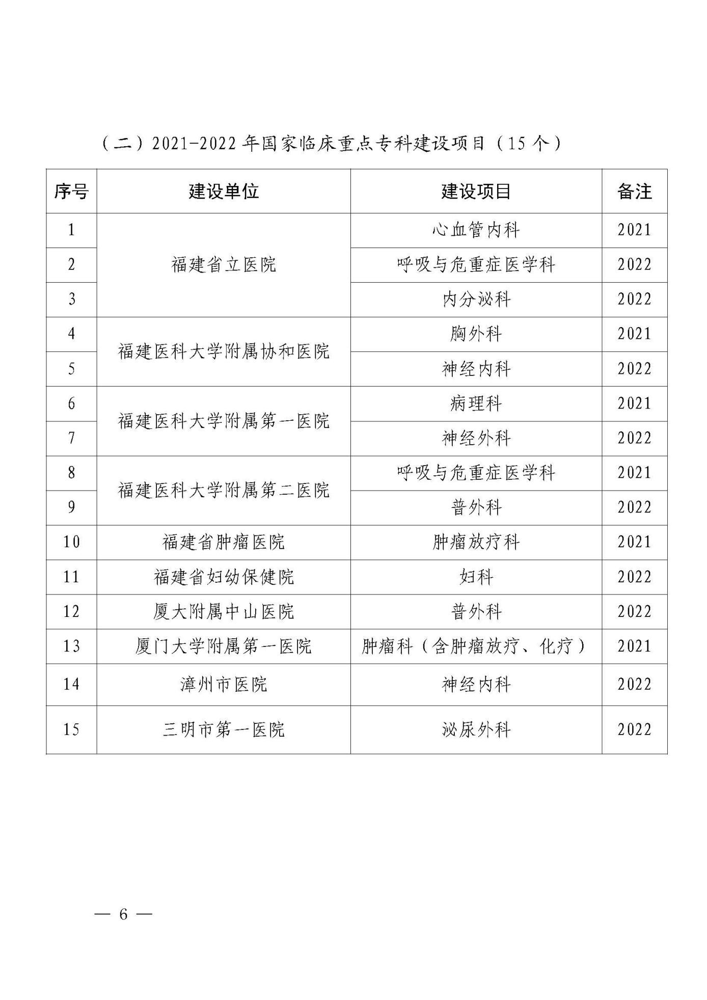 （二）2021-2022年国家临床重点专科建设项目（15个）
序号 建设单位 建设项目 备注
1 福建省立医院 心血管内科 2021
2 呼吸与危重症医学科 2022
3 内分泌科 2022
4 福建医科大学附属协和医院 胸外科 2021
5 神经内科 2022
6 福建医科大学附属第一医院 病理科 2021
7 神经外科 2022
8 福建医科大学附属第二医院 呼吸与危重症医学科 2021
9 普外科 2022
10 福建省肿瘤医院 肿瘤放疗科 2021
11 福建省妇幼保健院 妇科 2022
12 厦大附属中山医院 普外科 2022
13 厦门大学附属第一医院 肿瘤科（含肿瘤放疗、化疗） 2021
14 漳州市医院 神经内科 2022
15 三明市第一医院 泌尿外科 2022
— 6 —